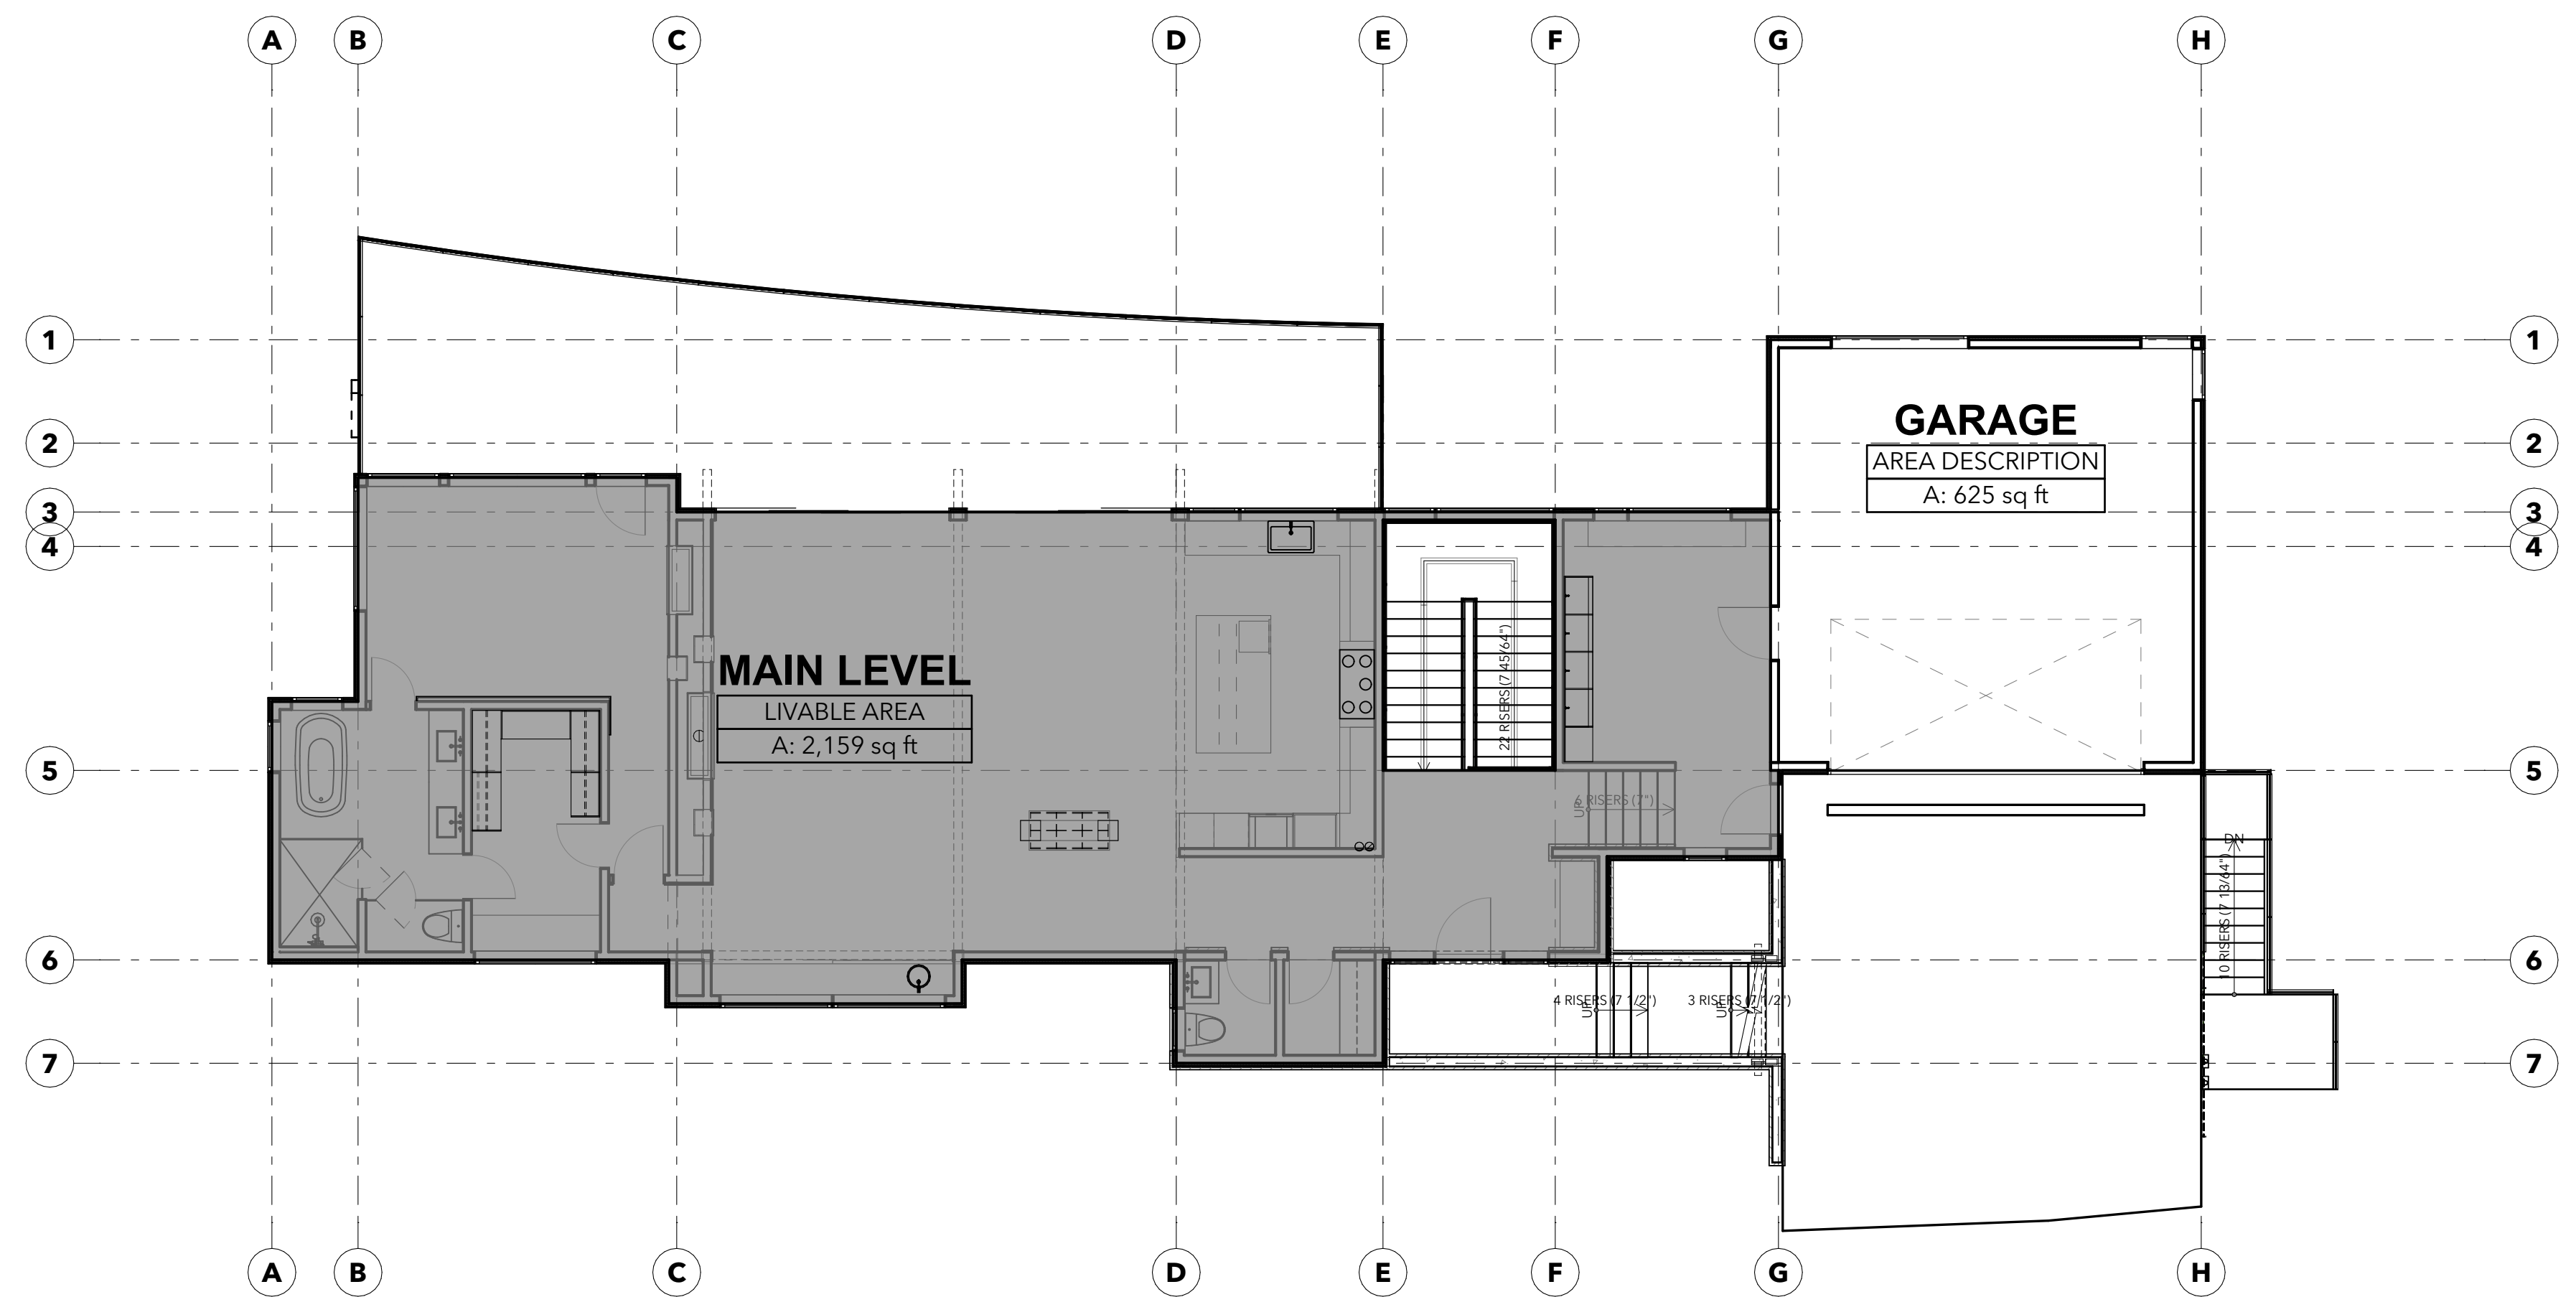 A B C D E F G H
1 1
2 2
GARAGE
AREA DESCRIPTION
A: 625 sq ft
3 3
4 4
MAIN LEVEL
LIVABLE AREA
A: 2,159 sq ft
22 RISERS (7 45/64")
5 5
6 RISERS (7")
UP
DN
10 RISERS (7 13/64")
6 6
4 RISERS (7 1/2")
UP
3 RISERS (7 1/2")
UP
7 7
A B C D E F G H